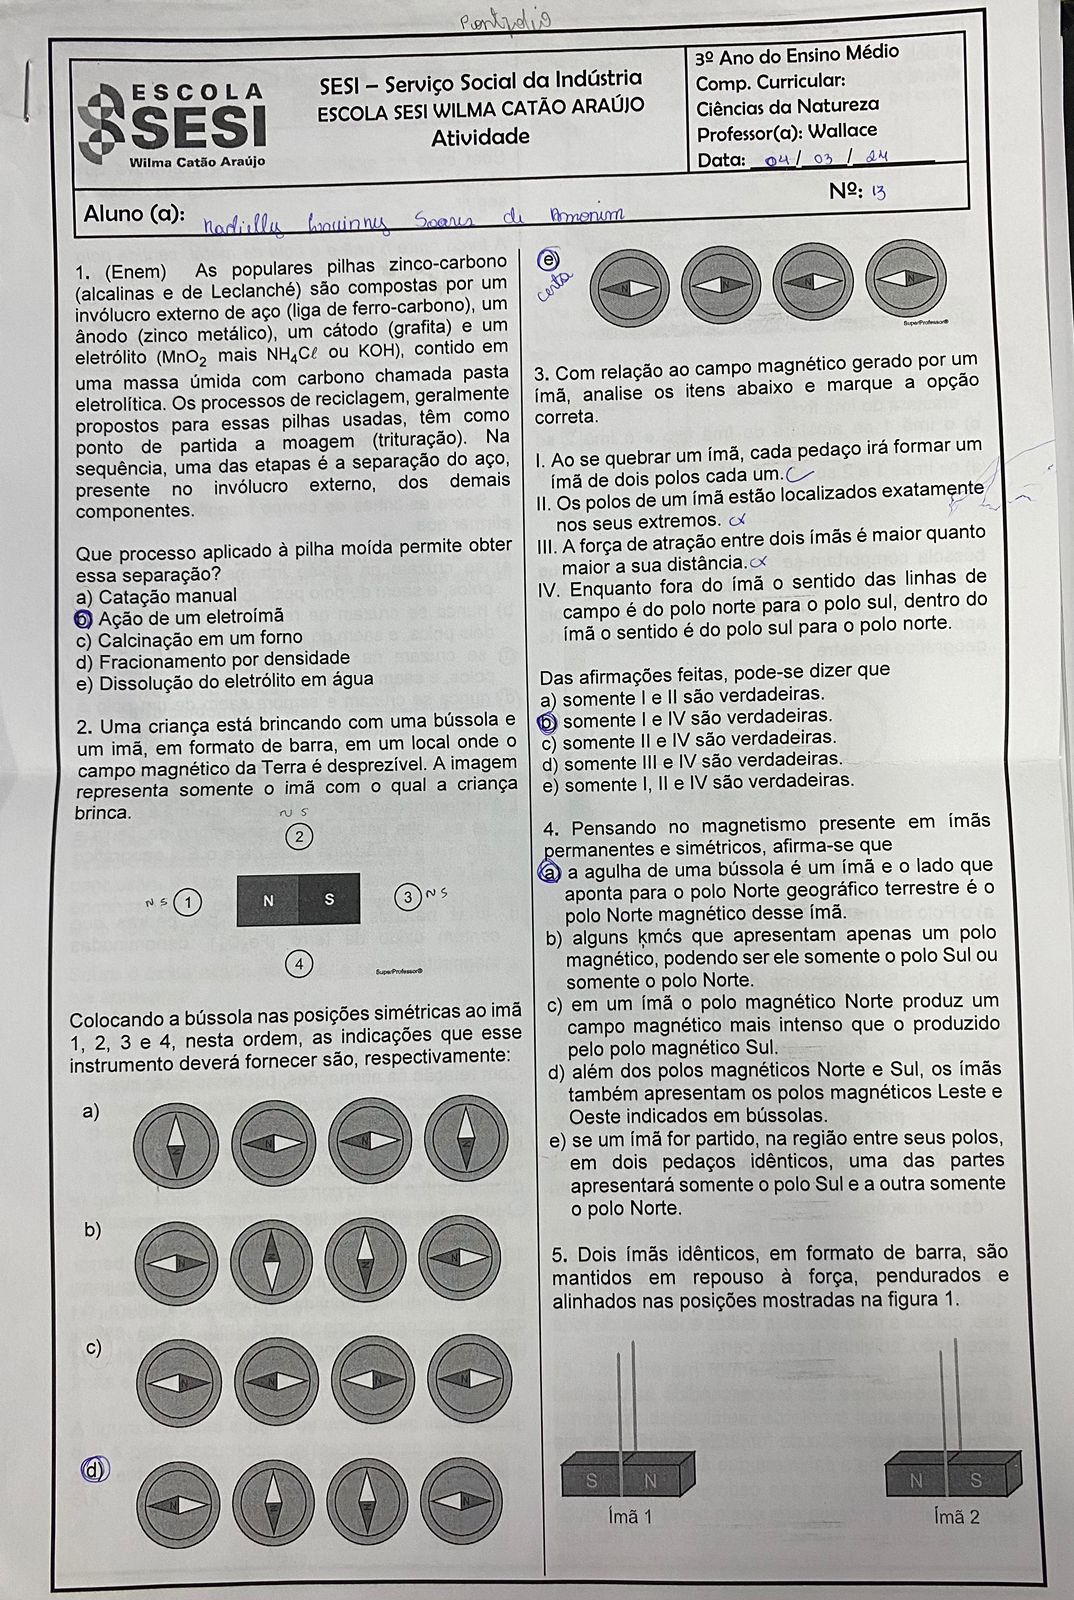 Portfolio
ESCOLA
SESI
Wilma Catão Araújo
SESI – Serviço Social da Indústria
ESCOLA SESI WILMA CATÃO ARAÚJO
Atividade
3º Ano do Ensino Médio
Comp. Curricular:
Ciências da Natureza
Professor(a): Wallace
Data: 04 / 03 / 24
Nº: 13
Aluno (a): Soares de Amorim
1. (Enem) As populares pilhas zinco-carbono
(alcalinas e de Leclanché) são compostas por um
invólucro externo de aço (liga de ferro-carbono), um
ânodo (zinco metálico), um cátodo (grafita) e um
eletrólito (MnO₂ mais NH₄Cℓ ou KOH), contido em
uma massa úmida com carbono chamada pasta
eletrolítica. Os processos de reciclagem, geralmente
propostos para essas pilhas usadas, têm como
ponto de partida a moagem (trituração). Na
sequência, uma das etapas é a separação do aço,
presente no invólucro externo, dos demais
componentes.
Que processo aplicado à pilha moída permite obter
essa separação?
a) Catação manual
b) Ação de um eletroímã
c) Calcinação em um forno
d) Fracionamento por densidade
e) Dissolução do eletrólito em água
2. Uma criança está brincando com uma bússola e
um imã, em formato de barra, em um local onde o
campo magnético da Terra é desprezível. A imagem
representa somente o imã com o qual a criança
brinca.
N S
2
N S 1
N S
3 N S
4
SuperProfessor®
Colocando a bússola nas posições simétricas ao imã
1, 2, 3 e 4, nesta ordem, as indicações que esse
instrumento deverá fornecer são, respectivamente:
a)
N N N N
b)
N N N N
c)
N N N N
d)
N N N N
e)
certa
N N N N
SuperProfessor®
3. Com relação ao campo magnético gerado por um
ímã, analise os itens abaixo e marque a opção
correta.
I. Ao se quebrar um ímã, cada pedaço irá formar um
ímã de dois polos cada um. C
II. Os polos de um ímã estão localizados exatamente
nos seus extremos.
III. A força de atração entre dois ímãs é maior quanto
maior a sua distância.
IV. Enquanto fora do ímã o sentido das linhas de
campo é do polo norte para o polo sul, dentro do
ímã o sentido é do polo sul para o polo norte.
Das afirmações feitas, pode-se dizer que
a) somente I e II são verdadeiras.
b) somente I e IV são verdadeiras.
c) somente II e IV são verdadeiras.
d) somente III e IV são verdadeiras.
e) somente I, II e IV são verdadeiras.
4. Pensando no magnetismo presente em ímãs
permanentes e simétricos, afirma-se que
a) a agulha de uma bússola é um ímã e o lado que
aponta para o polo Norte geográfico terrestre é o
polo Norte magnético desse ímã.
b) alguns ķmćs que apresentam apenas um polo
magnético, podendo ser ele somente o polo Sul ou
somente o polo Norte.
c) em um ímã o polo magnético Norte produz um
campo magnético mais intenso que o produzido
pelo polo magnético Sul.
d) além dos polos magnéticos Norte e Sul, os ímãs
também apresentam os polos magnéticos Leste e
Oeste indicados em bússolas.
e) se um ímã for partido, na região entre seus polos,
em dois pedaços idênticos, uma das partes
apresentará somente o polo Sul e a outra somente
o polo Norte.
5. Dois ímãs idênticos, em formato de barra, são
mantidos em repouso à força, pendurados e
alinhados nas posições mostradas na figura 1.
S N
N S
Ímã 1
Ímã 2